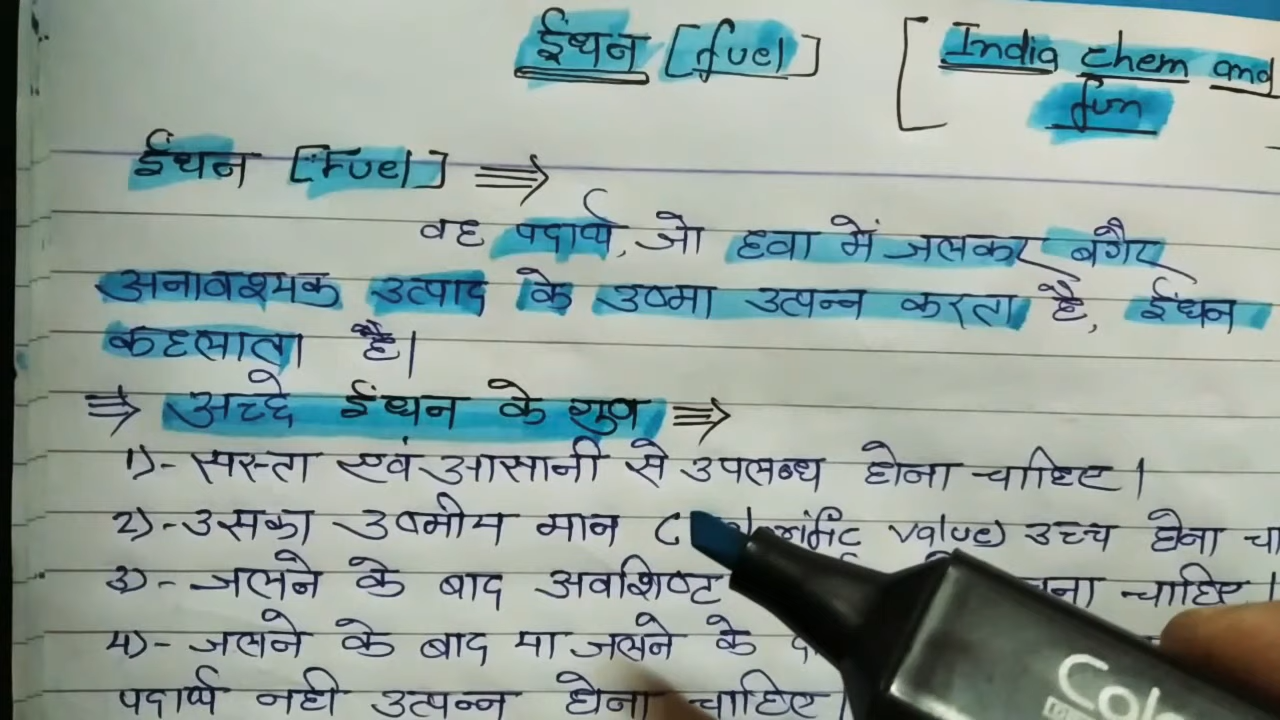 ईंधन [fuel] [India chem and
fun
ईंधन [Fuel] ⇒
वह पदार्थ, जो हवा में जलकर बगैर
अनावश्यक उत्पाद के उष्मा उत्पन्न करता है, ईंधन
कहलाता है।
⇒ अच्छे ईंधन के गुण ⇒
1)- सस्ता एवं आसानी से उपलब्ध होना चाहिए।
2)- उसका उष्मीय मान value) उच्च होना
3)- जलने के बाद अवशिष्ट चाहिए।
4)- जलने के बाद या जलने के
पदार्थ नही उत्पन्न होना चाहिए।